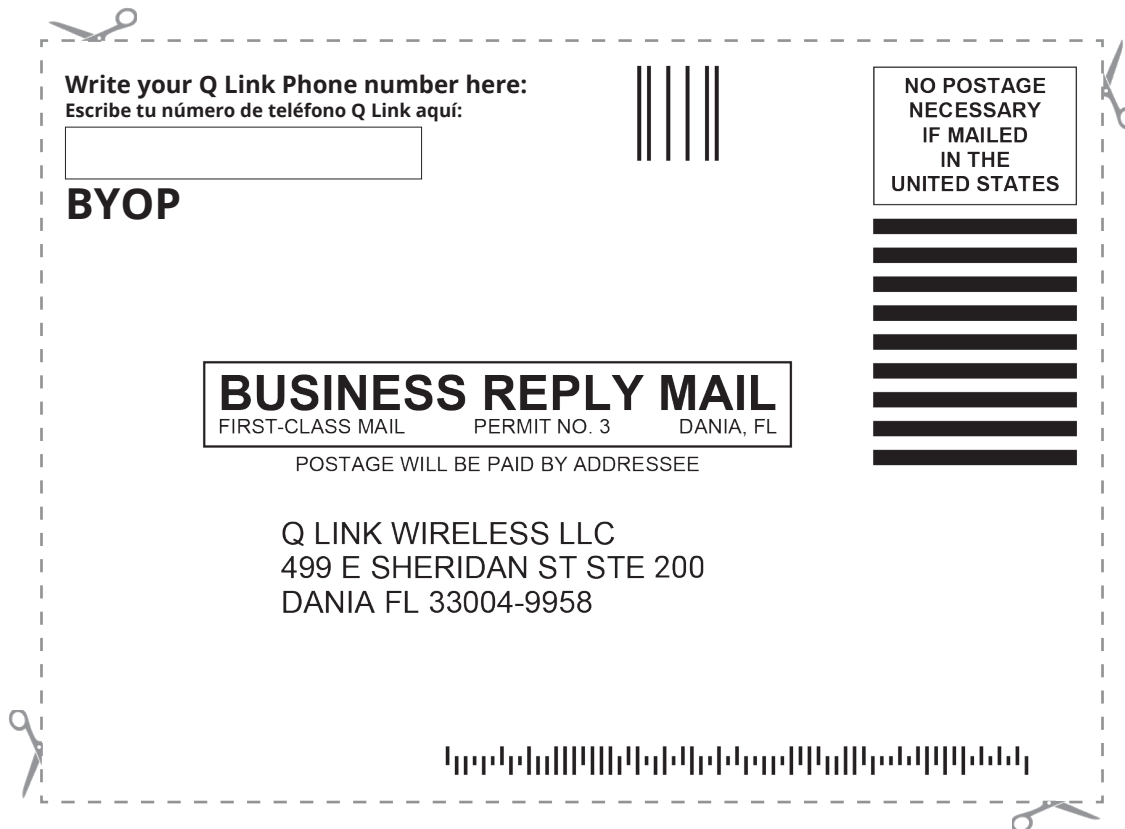 Write your Q Link Phone number here:
Escribe tu número de teléfono Q Link aquí:
BYOP
NO POSTAGE
NECESSARY
IF MAILED
IN THE
UNITED STATES
BUSINESS REPLY MAIL
FIRST-CLASS MAIL PERMIT NO. 3 DANIA, FL
POSTAGE WILL BE PAID BY ADDRESSEE
Q LINK WIRELESS LLC
499 E SHERIDAN ST STE 200
DANIA FL 33004-9958